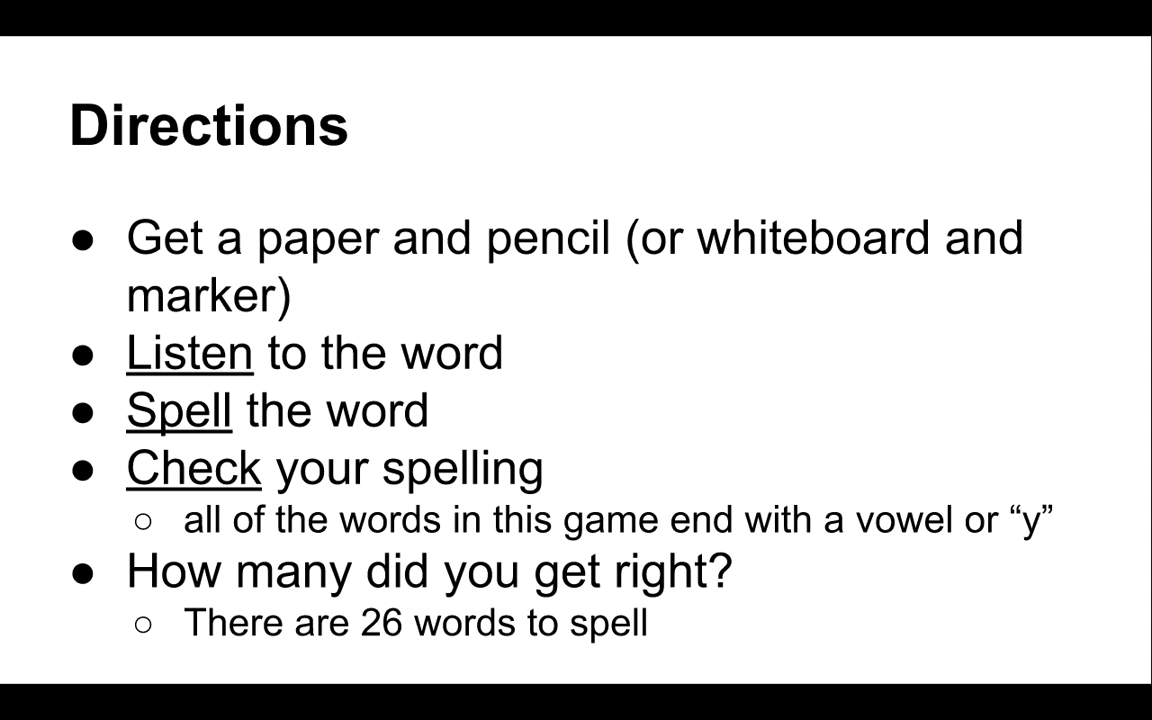 Directions
● Get a paper and pencil (or whiteboard and
marker)
● Listen to the word
● Spell the word
● Check your spelling
○ all of the words in this game end with a vowel or “y”
● How many did you get right?
○ There are 26 words to spell